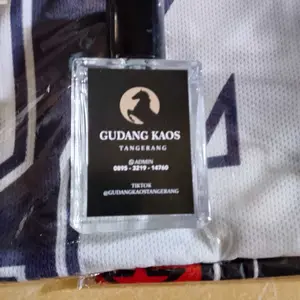 GUDANG KAOS
TANGERANG
ADMIN
0895 - 3219 - 14760
TIKTOK
@GUDANGKAOSTANGERANG